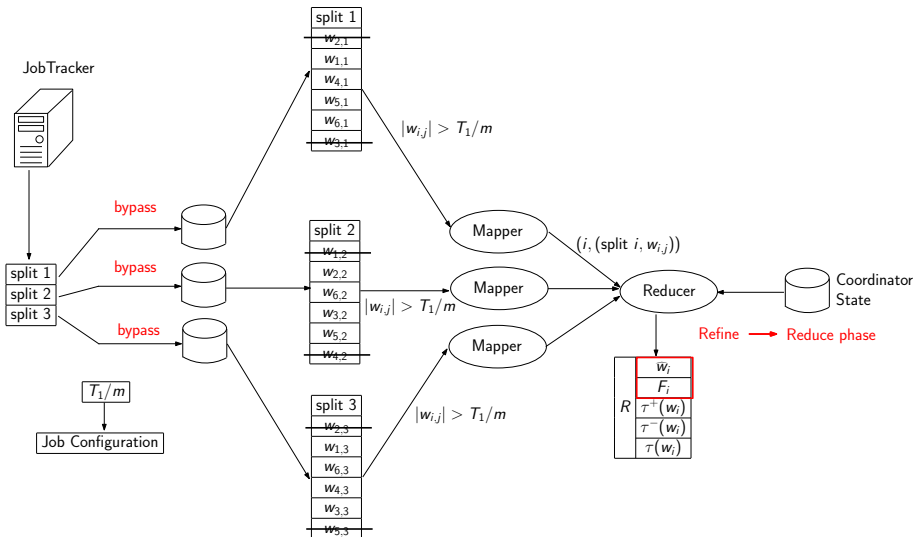 JobTracker
split 1
split 2
split 3
T₁/m
Job Configuration
bypass
bypass
bypass
split 1
w₂,₁
w₁,₁
w₄,₁
w₅,₁
w₆,₁
w₃,₁
split 2
w₁,₂
w₂,₂
w₆,₂
w₃,₂
w₅,₂
w₄,₂
split 3
w₂,₃
w₁,₃
w₆,₃
w₄,₃
w₃,₃
w₅,₃
|wᵢ,ⱼ| > T₁/m
|wᵢ,ⱼ| > T₁/m
|wᵢ,ⱼ| > T₁/m
Mapper
Mapper
Mapper
(i, (split i, wᵢ,ⱼ))
Reducer
Coordinator
State
Refine → Reduce phase
R
w̅ᵢ
Fᵢ
τ⁺(wᵢ)
τ⁻(wᵢ)
τ(wᵢ)